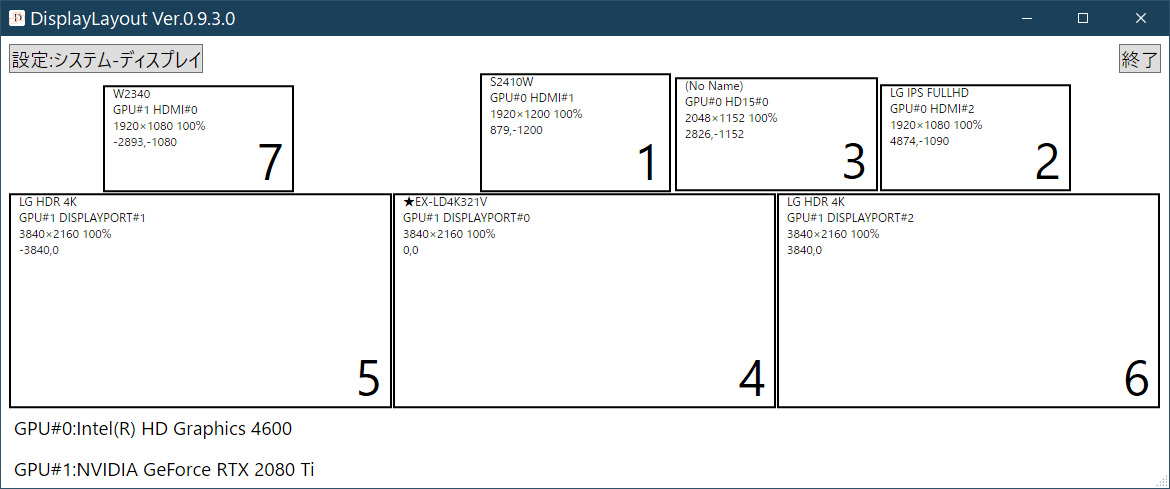 DisplayLayout Ver.0.9.3.0
設定:システム-ディスプレイ
終了
W2340
GPU#1 HDMI#0
1920×1080 100%
-2893,-1080
7
S2410W
GPU#0 HDMI#1
1920×1200 100%
879,-1200
1
(No Name)
GPU#0 HD15#0
2048×1152 100%
2826,-1152
3
LG IPS FULLHD
GPU#0 HDMI#2
1920×1080 100%
4874,-1090
2
LG HDR 4K
GPU#1 DISPLAYPORT#1
3840×2160 100%
-3840,0
5
★EX-LD4K321V
GPU#1 DISPLAYPORT#0
3840×2160 100%
0,0
4
LG HDR 4K
GPU#1 DISPLAYPORT#2
3840×2160 100%
3840,0
6
GPU#0:Intel(R) HD Graphics 4600
GPU#1:NVIDIA GeForce RTX 2080 Ti